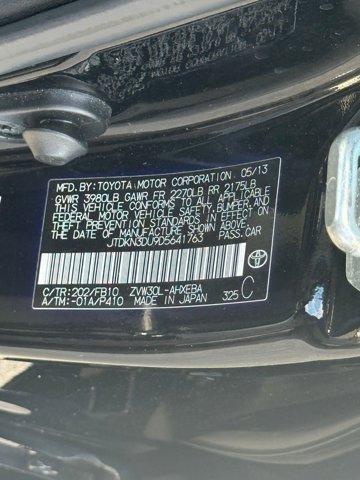 MFD.BY: TOYOTA MOTOR CORPORATION 05/13
GVWR 3980LB GAWR FR 2270LB RR 2175LB
THIS VEHICLE CONFORMS TO ALL APPLICABLE
FEDERAL MOTOR VEHICLE SAFETY, BUMPER,
AND THEFT PREVENTION STANDARDS IN EFFECT
ON THE DATE OF MANUFACTURE SHOWN ABOVE.
JTDKN3DU9D5641763 PASS.CAR
C/TR:202/FB10 ZVW30L-AHXEBA
A/TM:-01A/P410 MADE IN JAPAN 325 C